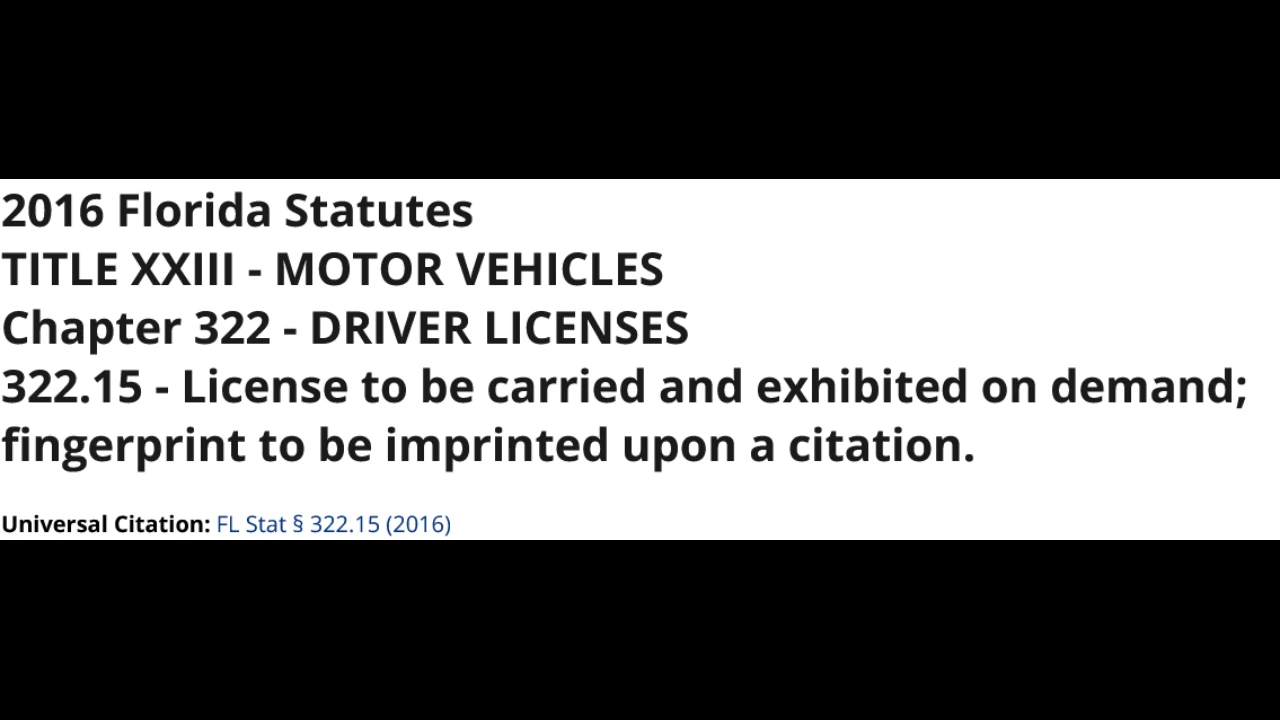 2016 Florida Statutes
TITLE XXIII - MOTOR VEHICLES
Chapter 322 - DRIVER LICENSES
322.15 - License to be carried and exhibited on demand;
fingerprint to be imprinted upon a citation.
Universal Citation: FL Stat § 322.15 (2016)